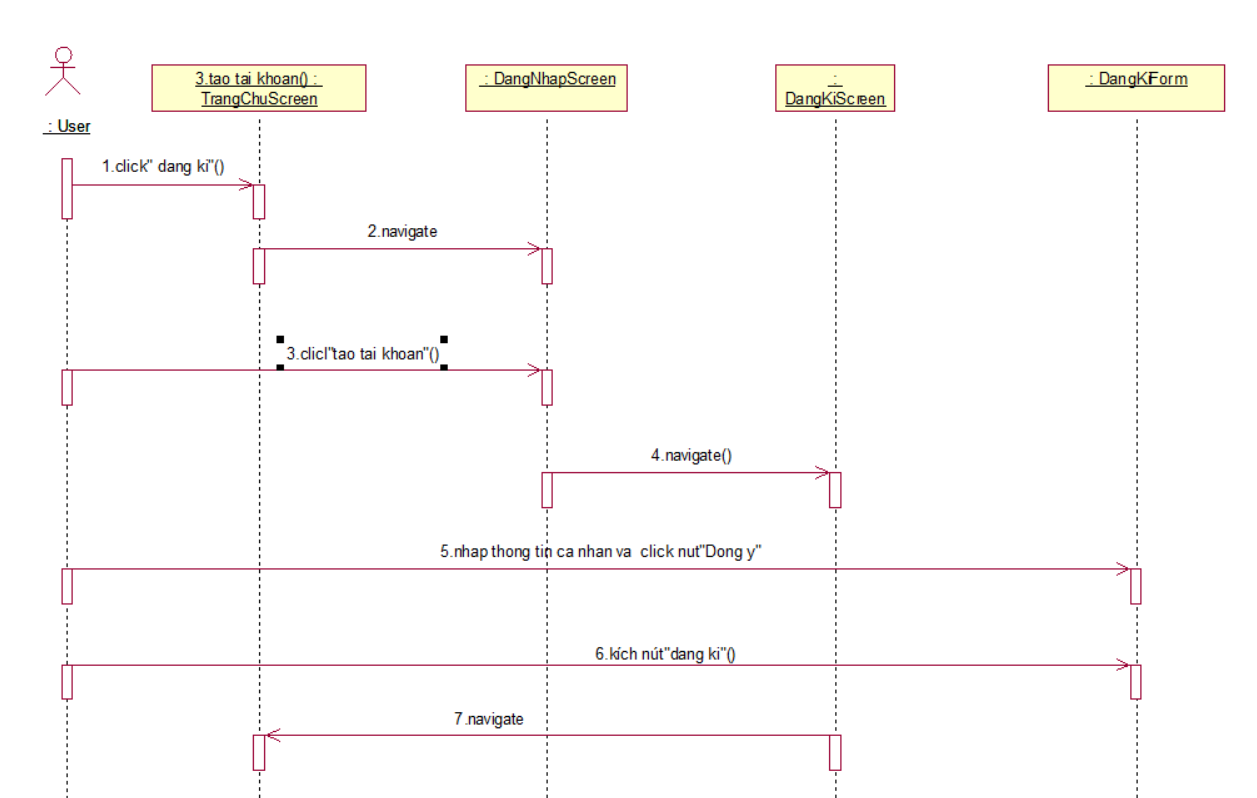 3.tao tai khoan() :
TrangChuScreen
: DangNhapScreen
:
DangKiScreen
: DangKiForm
: User
1.click" dang ki"()
2.navigate
3.clicl"tao tai khoan"()
4.navigate()
5.nhap thong tin ca nhan va click nut"Dong y"
6.kích nút"dang ki"()
7.navigate